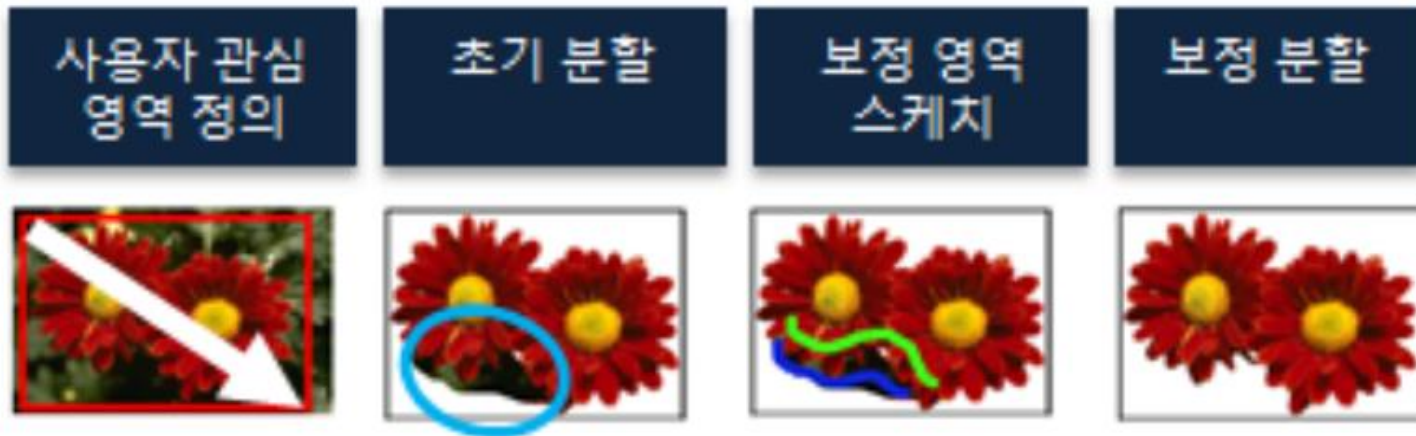 사용자 관심
영역 정의
초기 분할
보정 영역
스케치
보정 분할